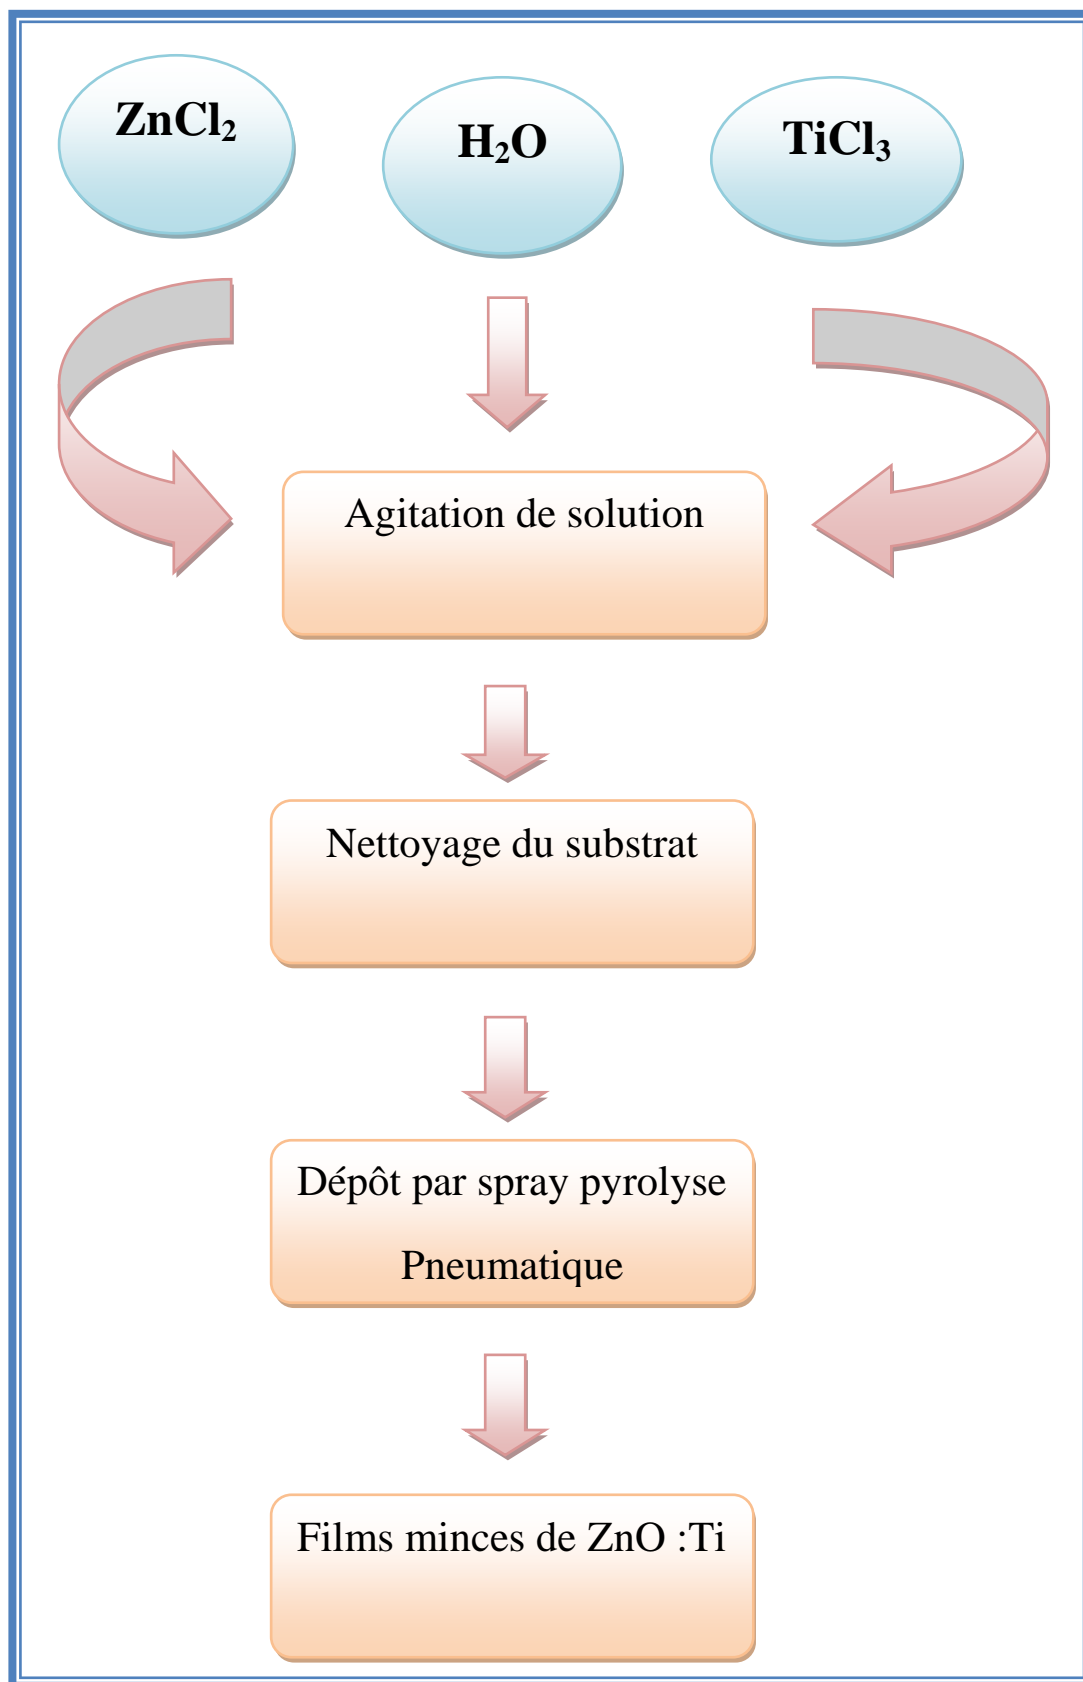 ZnCl₂
H₂O
TiCl₃
Agitation de solution
Nettoyage du substrat
Dépôt par spray pyrolyse
Pneumatique
Films minces de ZnO :Ti